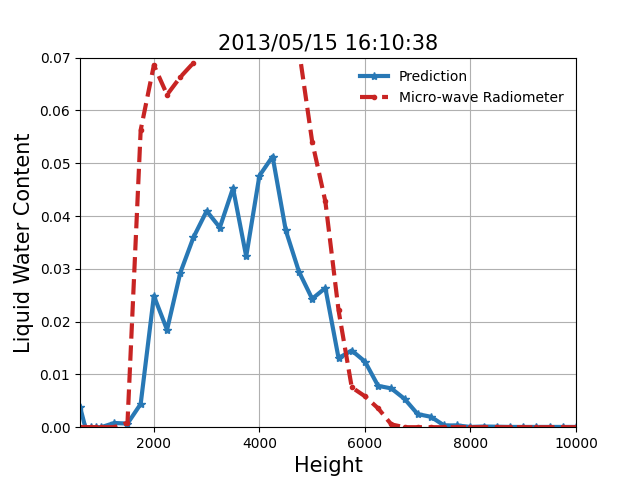 2013/05/15 16:10:38
0.07
0.06
0.05
0.04
0.03
0.02
0.01
0.00
Liquid Water Content
Prediction
Micro-wave Radiometer
2000 4000 6000 8000 10000
Height